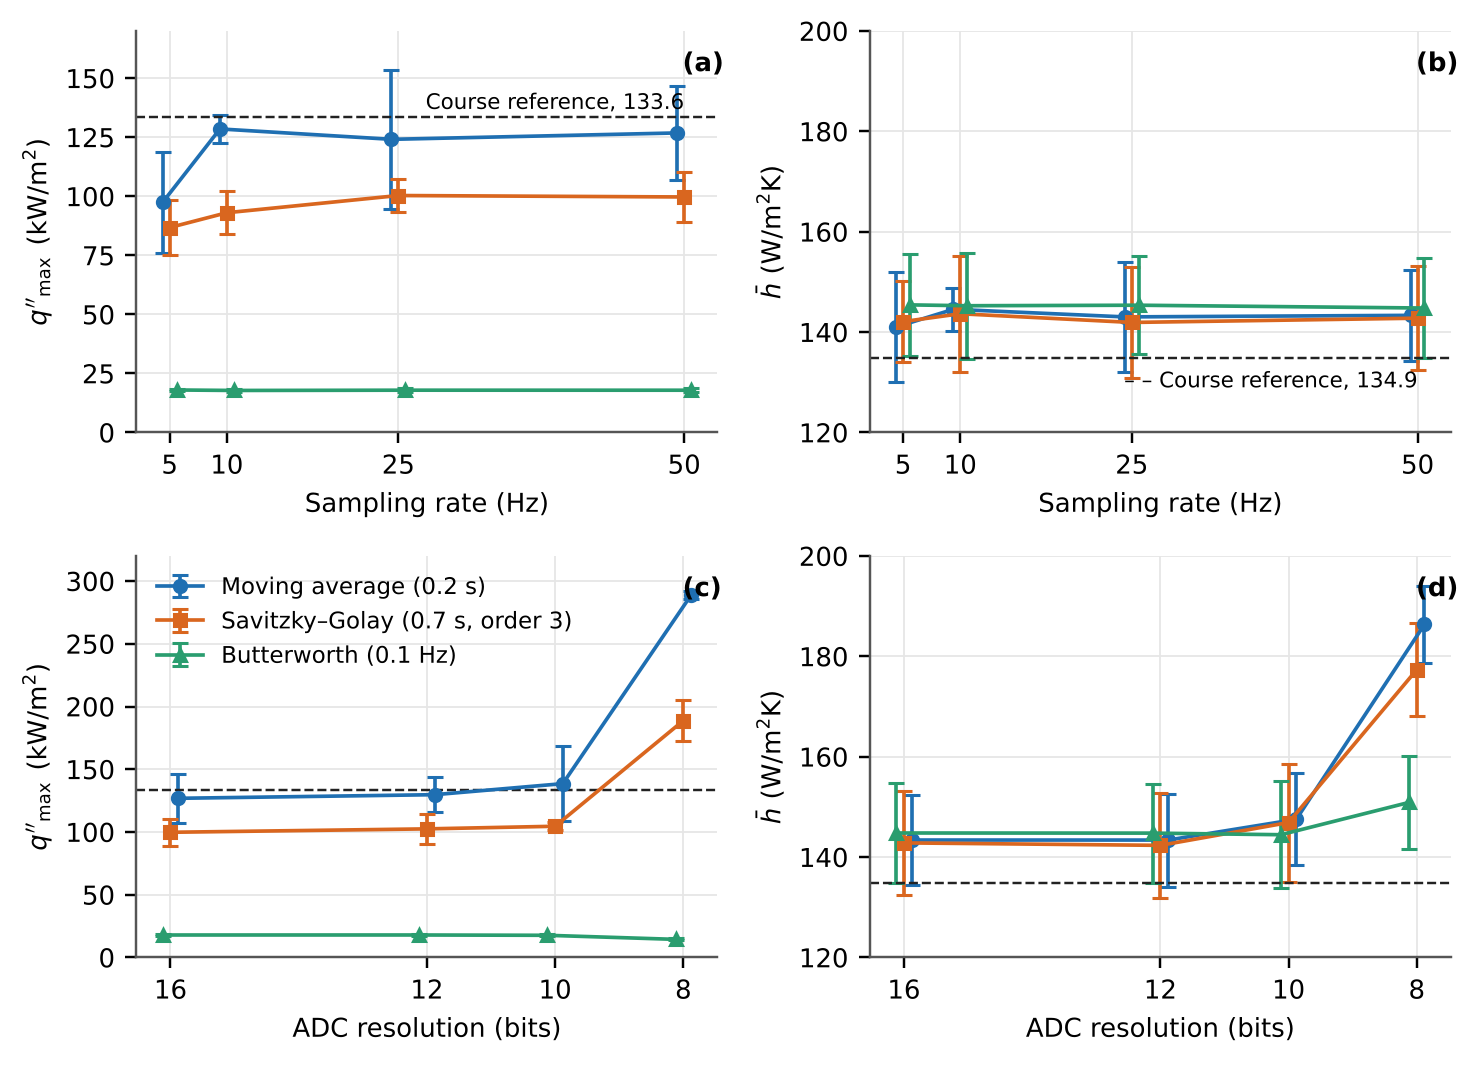 (a)
150
125
100
75
50
25
0
q″max (kW/m²)
Course reference, 133.6
5 10 25 50
Sampling rate (Hz)
(b)
200
180
160
140
120
h̄ (W/m²K)
– – Course reference, 134.9
5 10 25 50
Sampling rate (Hz)
(c)
300
250
200
150
100
50
0
q″max (kW/m²)
Moving average (0.2 s)
Savitzky–Golay (0.7 s, order 3)
Butterworth (0.1 Hz)
16 12 10 8
ADC resolution (bits)
(d)
200
180
160
140
120
h̄ (W/m²K)
16 12 10 8
ADC resolution (bits)